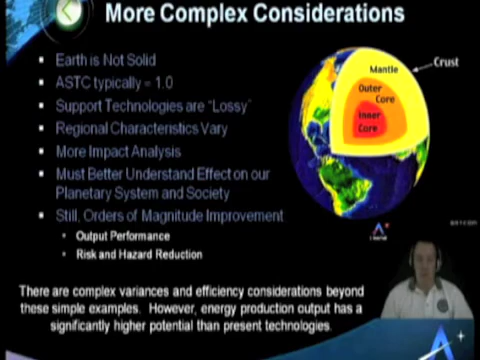 More Complex Considerations
Earth is Not Solid
ASTC typically = 1.0
Support Technologies are "Lossy"
Regional Characteristics Vary
More Impact Analysis
Must Better Understand Effect on our
Planetary System and Society
Still, Orders of Magnitude Improvement
Output Performance
Risk and Hazard Reduction
Crust
Mantle
Outer
Core
Inner
Core
There are complex variances and efficiency considerations beyond
these simple examples. However, energy production output has a
significantly higher potential than present technologies.